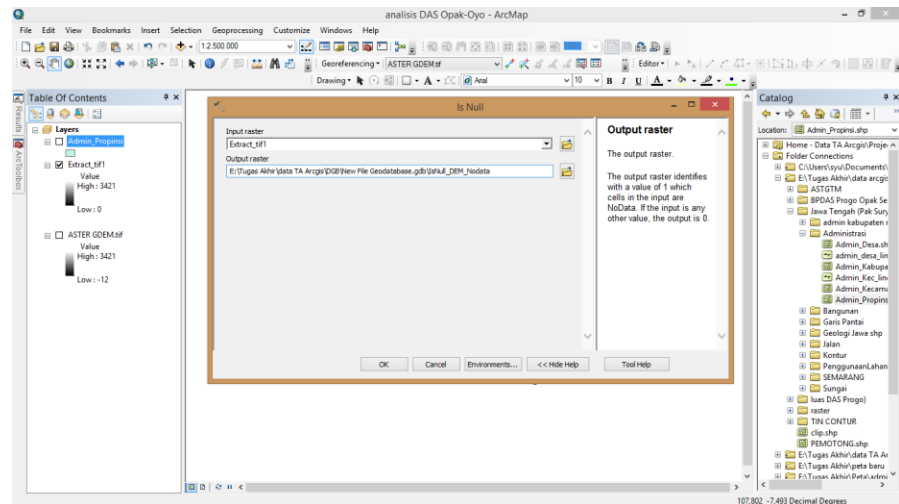 analisis DAS Opak-Oyo - ArcMap
File Edit View Bookmarks Insert Selection Geoprocessing Customize Windows Help
1:2.500.000
Georeferencing ASTER GDEM.tif
Editor
Drawing A Arial 10 B I U A
Table Of Contents
Results
ArcToolbox
Layers
Admin_Propinsi
Extract_tif1
Value
High : 3421
Low : 0
ASTER GDEM.tif
Value
High : 3421
Low : -12
Is Null
Input raster
Extract_tif1
Output raster
E:\Tugas Akhir\data TA Arcgis\DGB\New File Geodatabase.gdb\IsNull_DEM_Nodata
Output raster
The output raster.
The output raster identifies
with a value of 1 which
cells in the input are
NoData. If the input is any
other value, the output is 0.
OK Cancel Environments... << Hide Help Tool Help
Catalog
Location: Admin_Propinsi.shp
Home - Data TA Arcgis\Proje
Folder Connections
C:\Users\syu\Documents\
E:\Tugas Akhir\data arcgis
ASTGTM
BPDAS Progo Opak Se
Jawa Tengah (Pak Sury
admin kabupaten
Administrasi
Admin_Desa.sh
admin_desa_lin
Admin_Kabupa
Admin_Kec_line
Admin_Kecama
Admin_Propins
Bangunan
Garis Pantai
Geologi Jawa shp
Jalan
Kontur
PenggunaanLahan
SEMARANG
Sungai
luas DAS Progo)
raster
TIN CONTUR
clip.shp
PEMOTONG.shp
E:\Tugas Akhir\data TA Ar
E:\Tugas Akhir\peta baru
E:\Tugas Akhir\Peta\admi
107.802 -7.493 Decimal Degrees